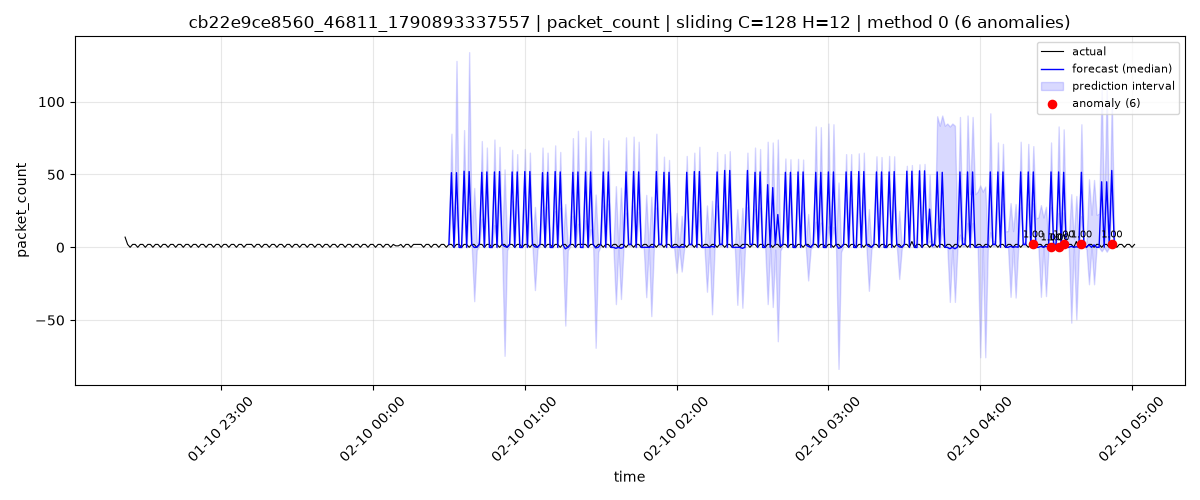 cb22e9ce8560_46811_1790893337557 | packet_count | sliding C=128 H=12 | method 0 (6 anomalies)
actual
forecast (median)
prediction interval
anomaly (6)
100
50
0
−50
packet_count
1.00
1.00
1.00
1.00
01-10 23:00
02-10 00:00
02-10 01:00
02-10 02:00
02-10 03:00
02-10 04:00
02-10 05:00
time